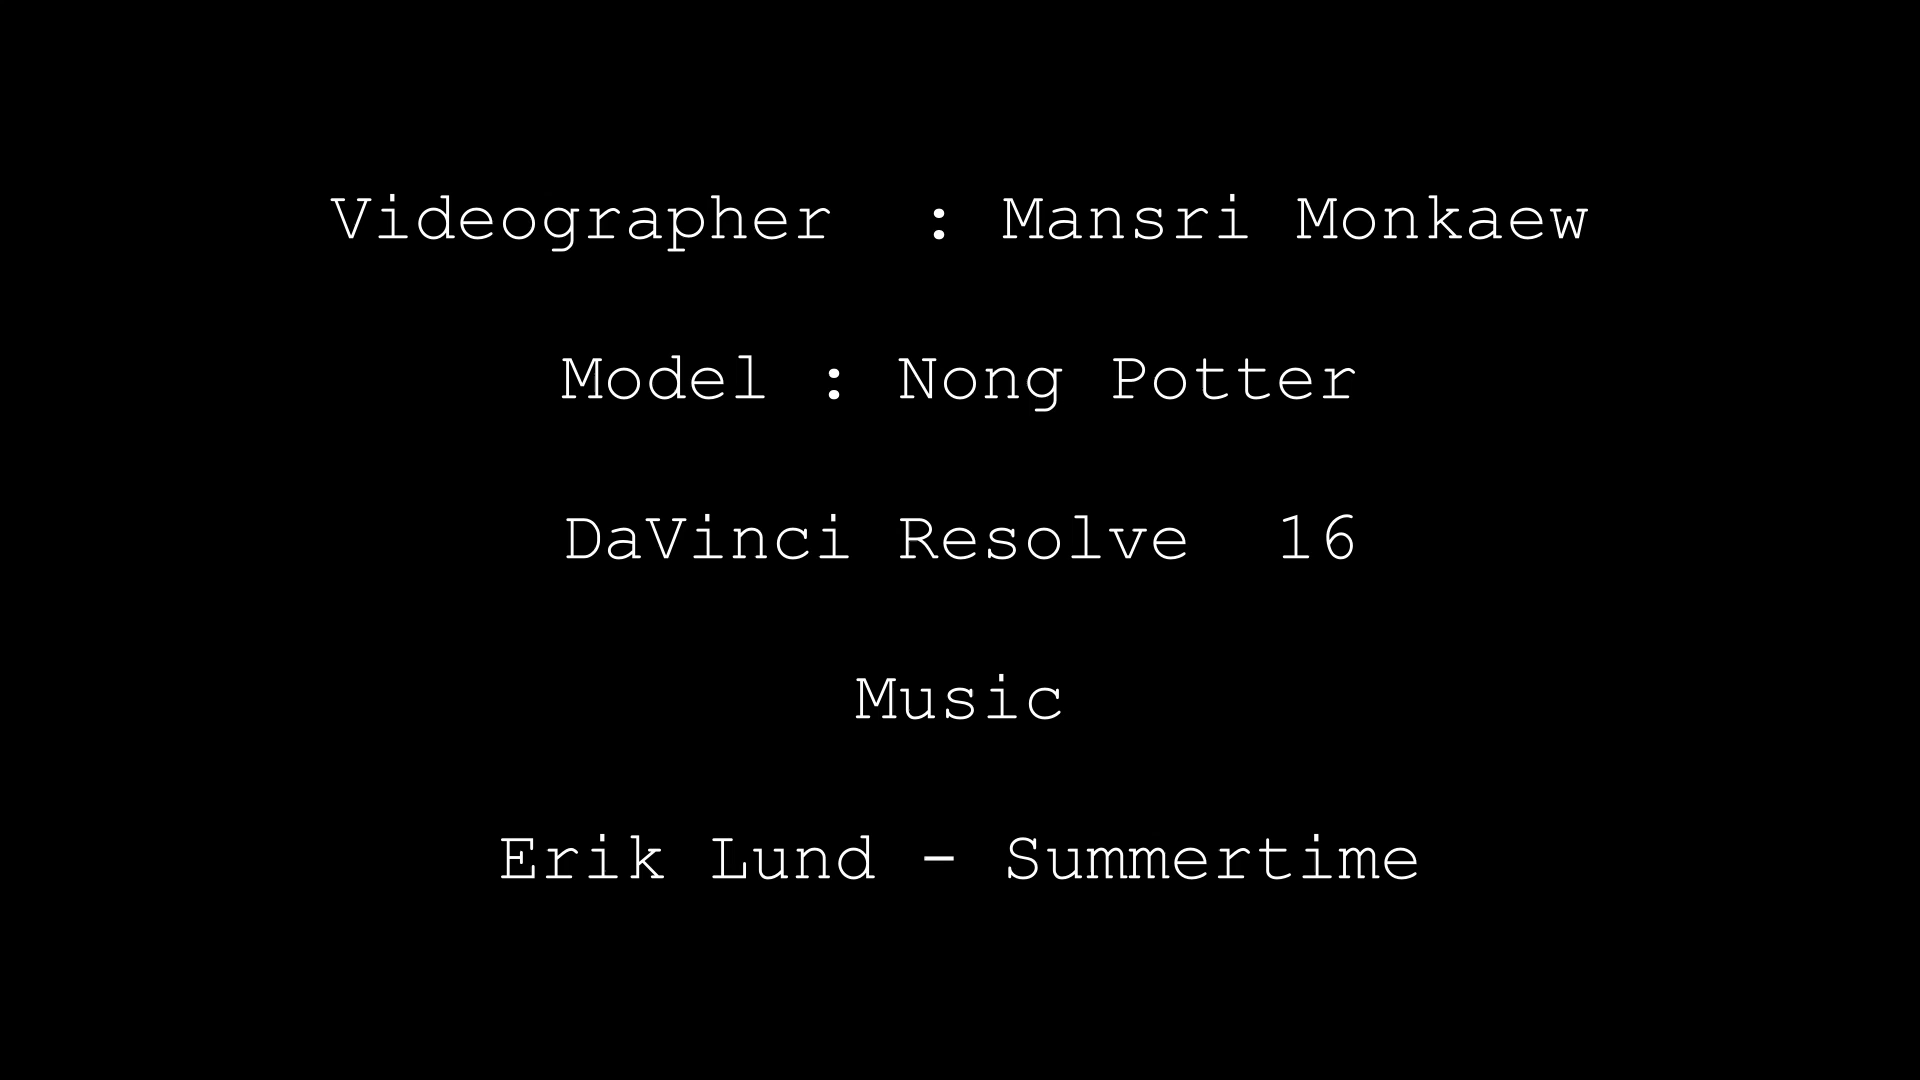 Videographer  : Mansri Monkaew
Model : Nong Potter
DaVinci Resolve  16
Music
Erik Lund - Summertime